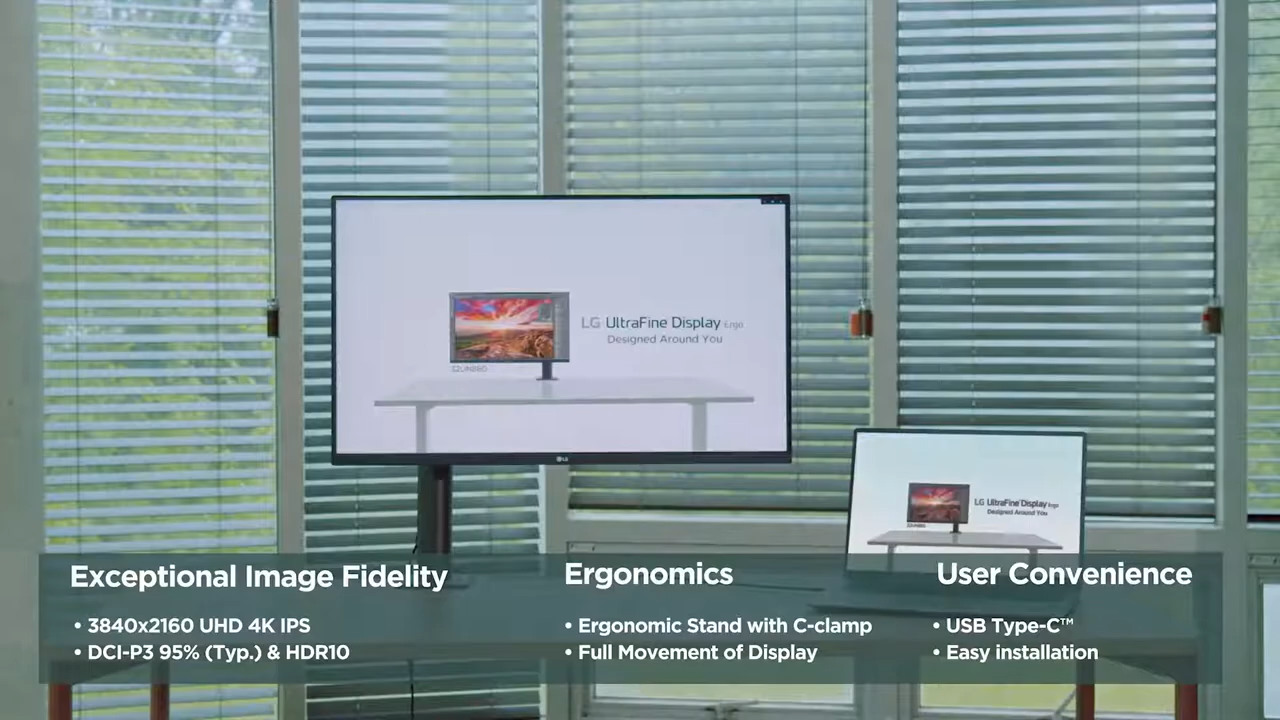 LG UltraFine Display Ergo
Designed Around You
32UN880
LG
LG UltraFine Display Ergo
Designed Around You
Exceptional Image Fidelity
• 3840x2160 UHD 4K IPS
• DCI-P3 95% (Typ.) & HDR10
Ergonomics
• Ergonomic Stand with C-clamp
• Full Movement of Display
User Convenience
• USB Type-C™
• Easy installation